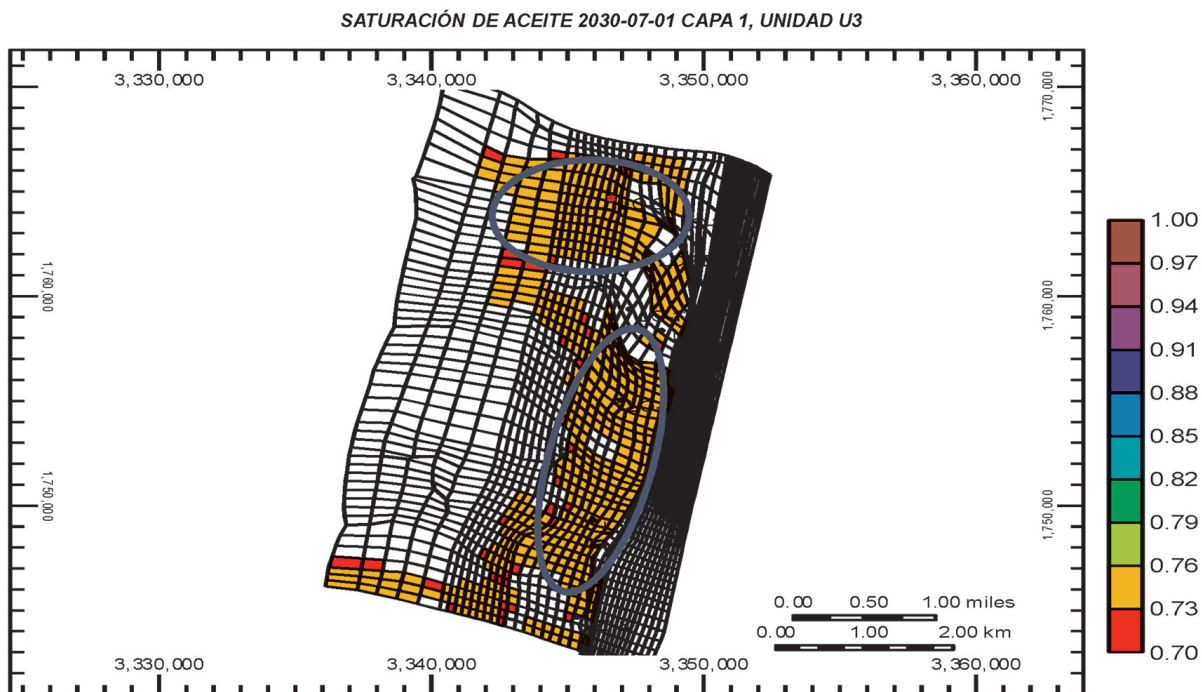 SATURACIÓN DE ACEITE 2030-07-01 CAPA 1, UNIDAD U3
3,330,000 3,340,000 3,350,000 3,360,000
1,770,000
1,760,000 1,760,000
1,750,000 1,750,000
1.00
0.97
0.94
0.91
0.88
0.85
0.82
0.79
0.76
0.73
0.70
0.00 0.50 1.00 miles
0.00 1.00 2.00 km
3,330,000 3,340,000 3,350,000 3,360,000